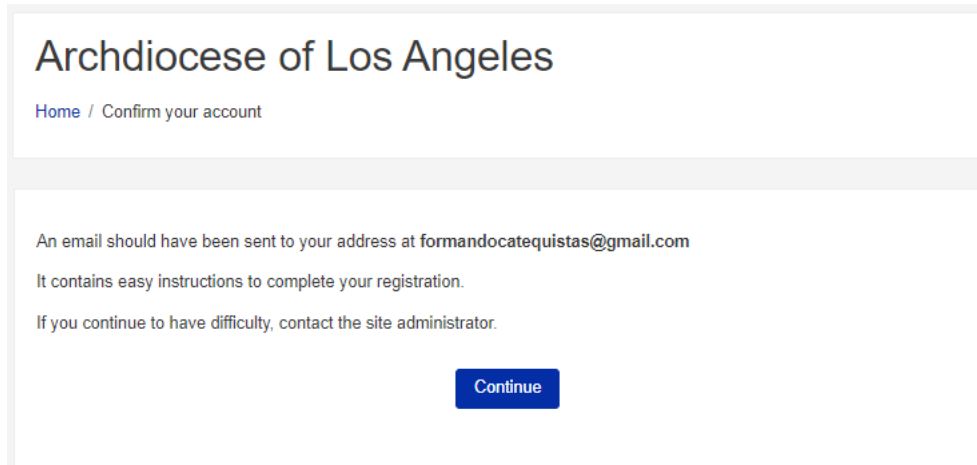 Archdiocese of Los Angeles
Home / Confirm your account
An email should have been sent to your address at formandocatequistas@gmail.com
It contains easy instructions to complete your registration.
If you continue to have difficulty, contact the site administrator.
Continue